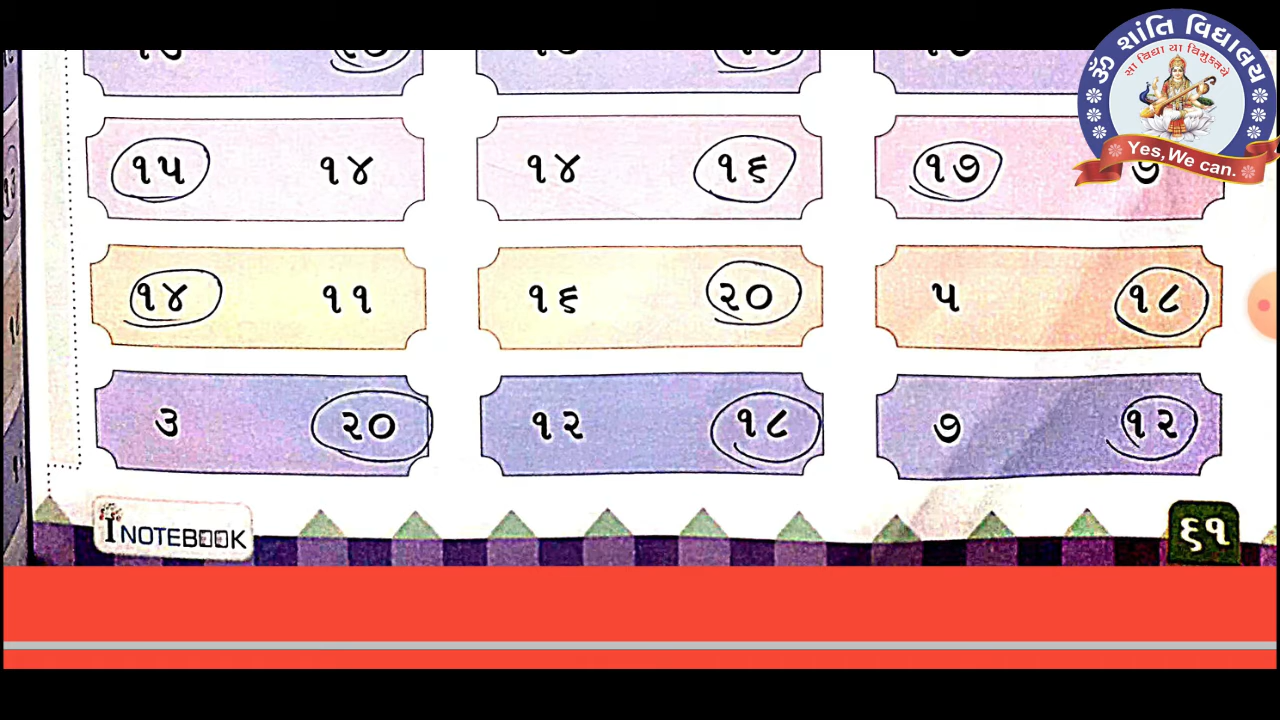 ૐ શાંતિ વિદ્યાલય
સા વિદ્યા યા વિમુક્તયે
Yes, We can.
૧૫ ૧૪ ૧૪ ૧૬ ૧૭ ૭
૧૪ ૧૧ ૧૬ ૨૦ ૫ ૧૮
૩ ૨૦ ૧૨ ૧૮ ૭ ૧૨
I NOTEBOOK
૬૧